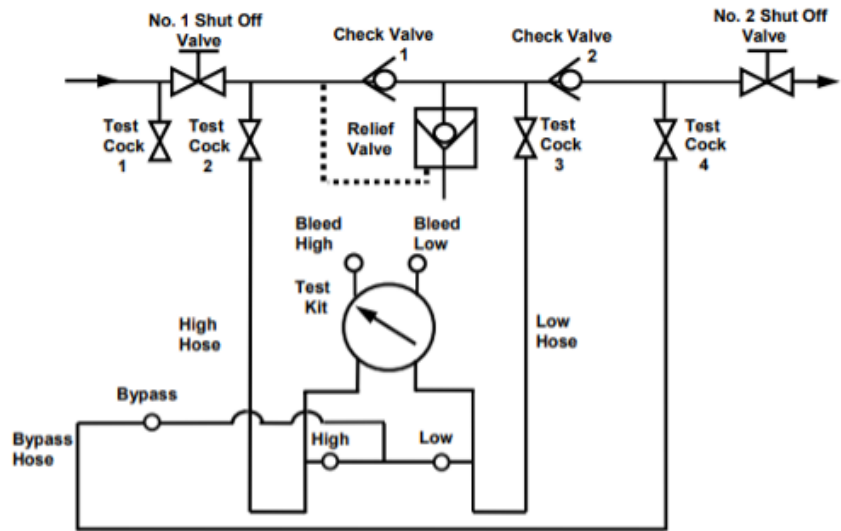 No. 1 Shut Off
Valve
Check Valve
1
Check Valve
2
No. 2 Shut Off
Valve
Test
Cock
1
Test
Cock
2
Relief
Valve
Test
Cock
3
Test
Cock
4
Bleed
High
Bleed
Low
Test
Kit
High
Hose
Low
Hose
Bypass
Bypass
Hose
High
Low